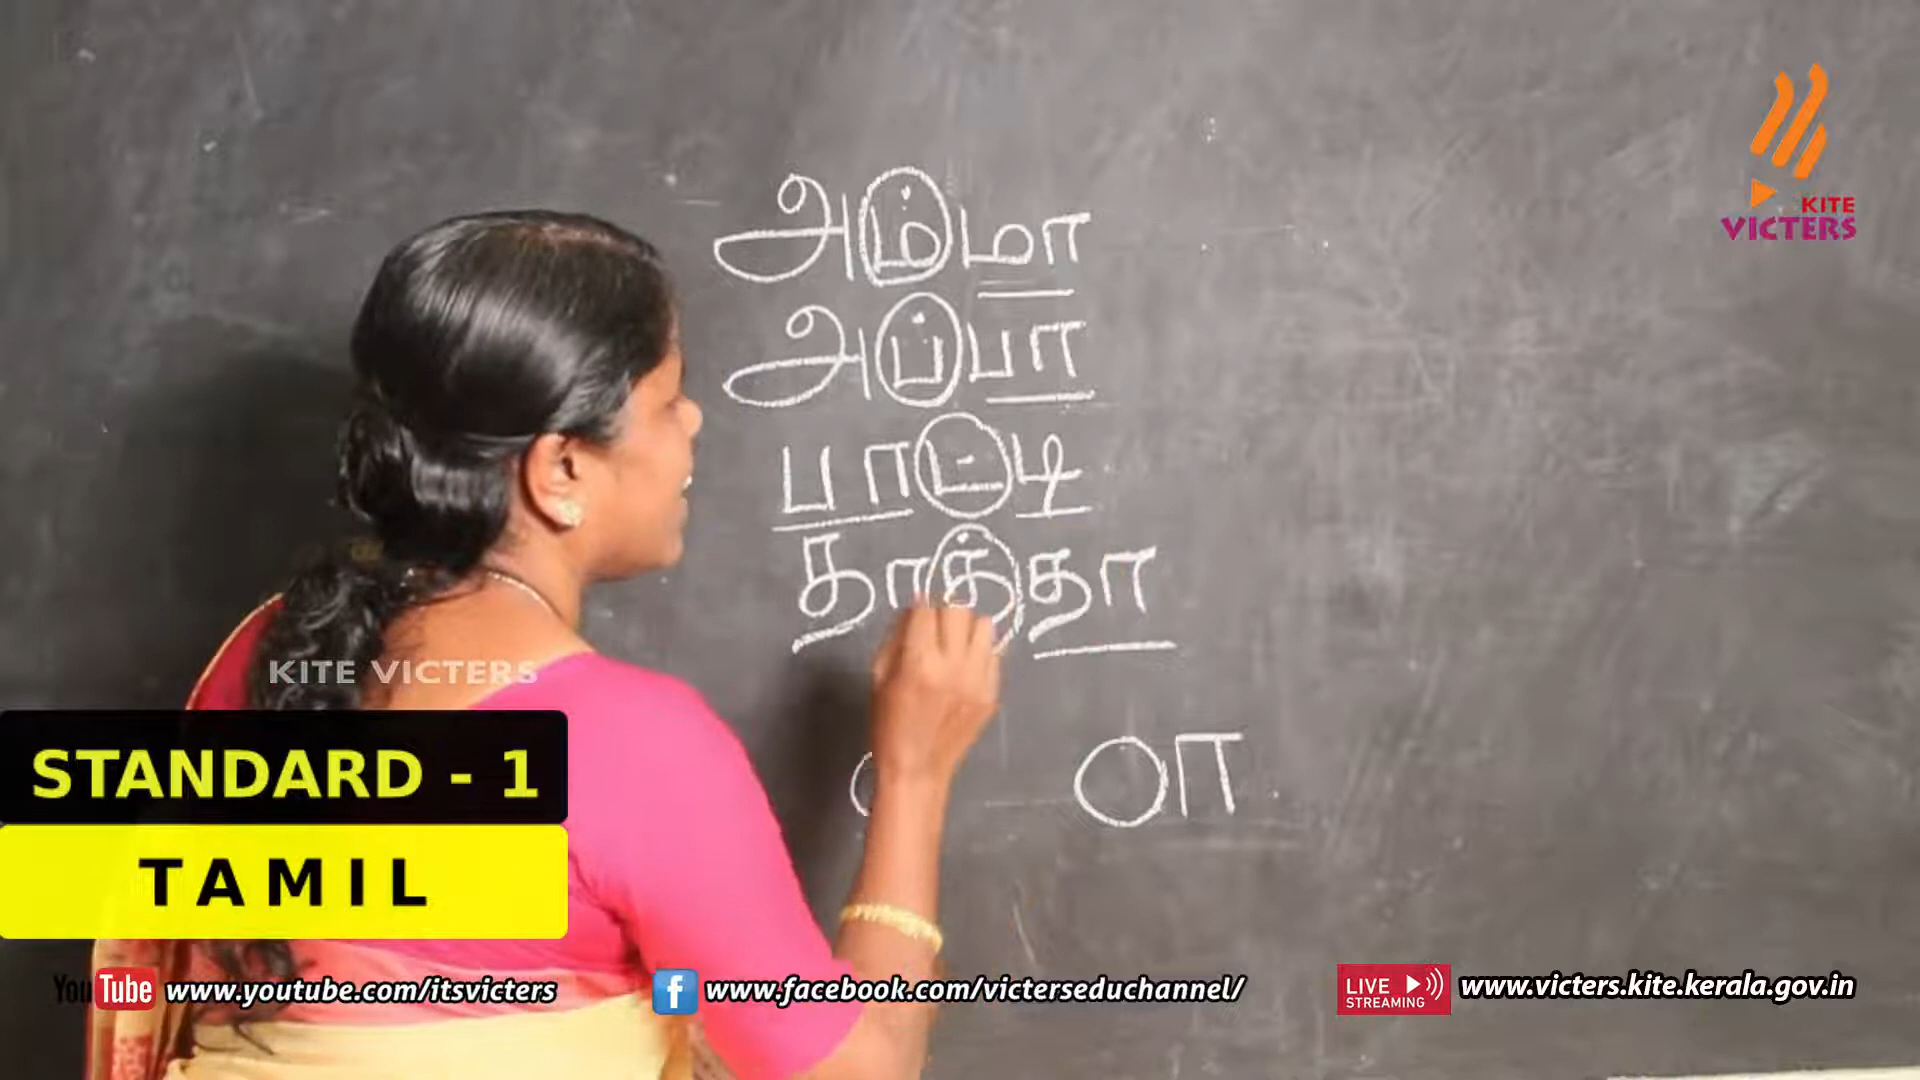 அம்மா
அப்பா
பாட்டி
தாத்தா
KITE
VICTERS
KITE VICTERS
STANDARD - 1
TAMIL
YouTube www.youtube.com/itsvicters
f www.facebook.com/victerseduchannel/
LIVE STREAMING www.victers.kite.kerala.gov.in